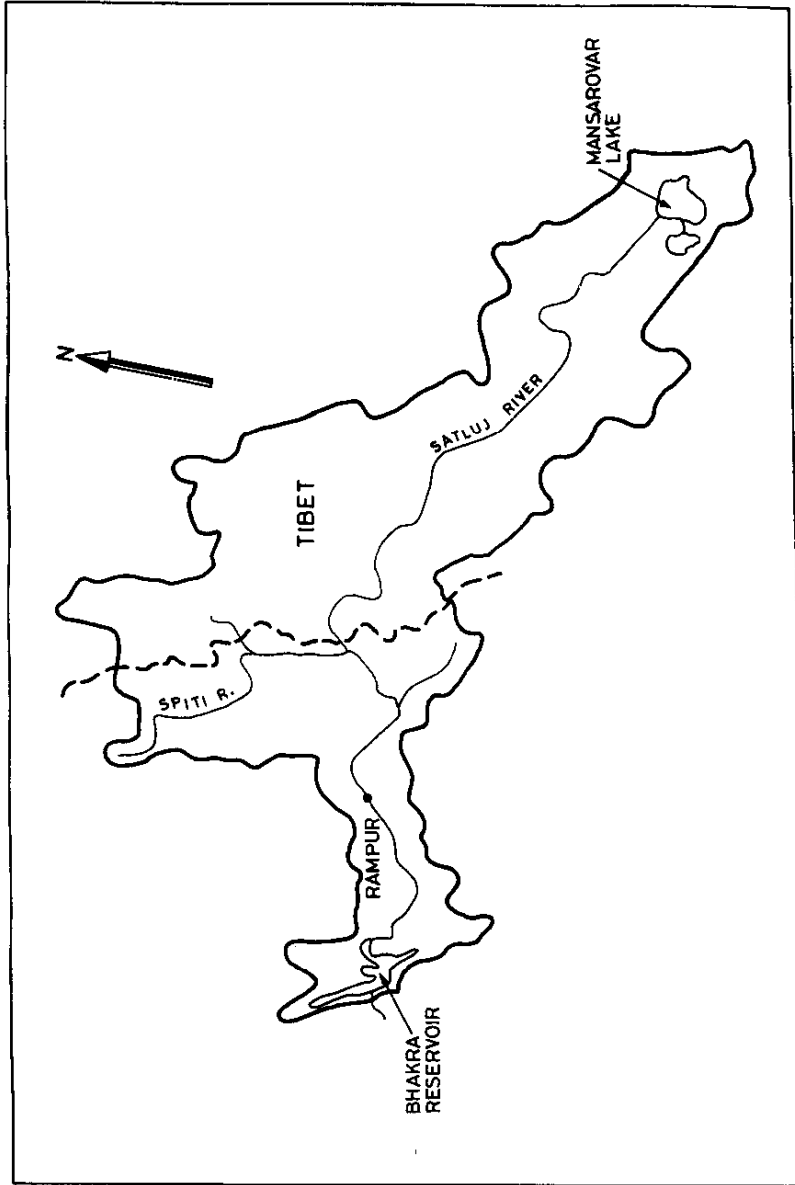 N
MANSAROVAR
LAKE
TIBET
SATLUJ RIVER
SPITI R.
RAMPUR
BHAKRA
RESERVOIR